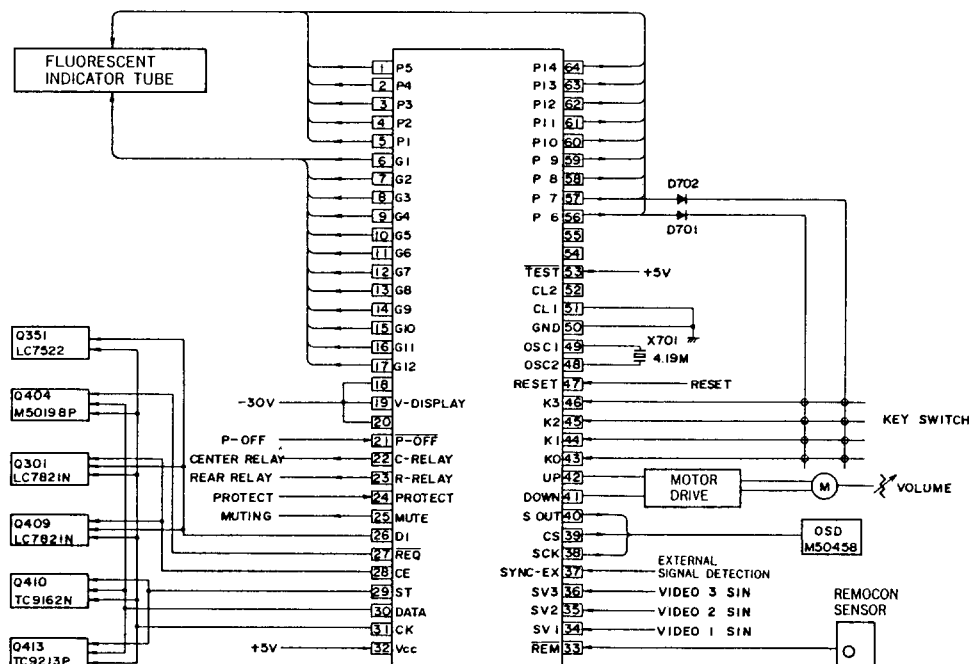 FLUORESCENT
INDICATOR TUBE
1 P5
2 P4
3 P3
4 P2
5 P1
6 G1
7 G2
8 G3
9 G4
10 G5
11 G6
12 G7
13 G8
14 G9
15 G10
16 G11
17 G12
18
-30V 19 V-DISPLAY
20
P-OFF 21 P-OFF
CENTER RELAY 22 C-RELAY
REAR RELAY 23 R-RELAY
PROTECT 24 PROTECT
MUTING 25 MUTE
26 DI
27 REQ
28 CE
29 ST
30 DATA
31 CK
+5V 32 Vcc
Q351
LC7522
Q404
M50198P
Q301
LC7821N
Q409
LC7821N
Q410
TC9162N
Q413
TC9213P
P14 64
P13 63
P12 62
P11 61
P10 60
P 9 59
P 8 58
P 7 57
D702
P 6 56
D701
55
54
TEST 53 +5V
CL2 52
CL1 51
GND 50
X701
OSC1 49
4.19M
OSC2 48
RESET 47 RESET
K3 46
K2 45 KEY SWITCH
K1 44
K0 43
UP 42
MOTOR
DRIVE
M
VOLUME
DOWN 41
S OUT 40
CS 39
OSD
M50458
SCK 38
SYNC-EX 37 EXTERNAL
SIGNAL DETECTION
SV3 36 VIDEO 3 SIN
SV2 35 VIDEO 2 SIN
SV1 34 VIDEO 1 SIN
REM 33
REMOCON
SENSOR